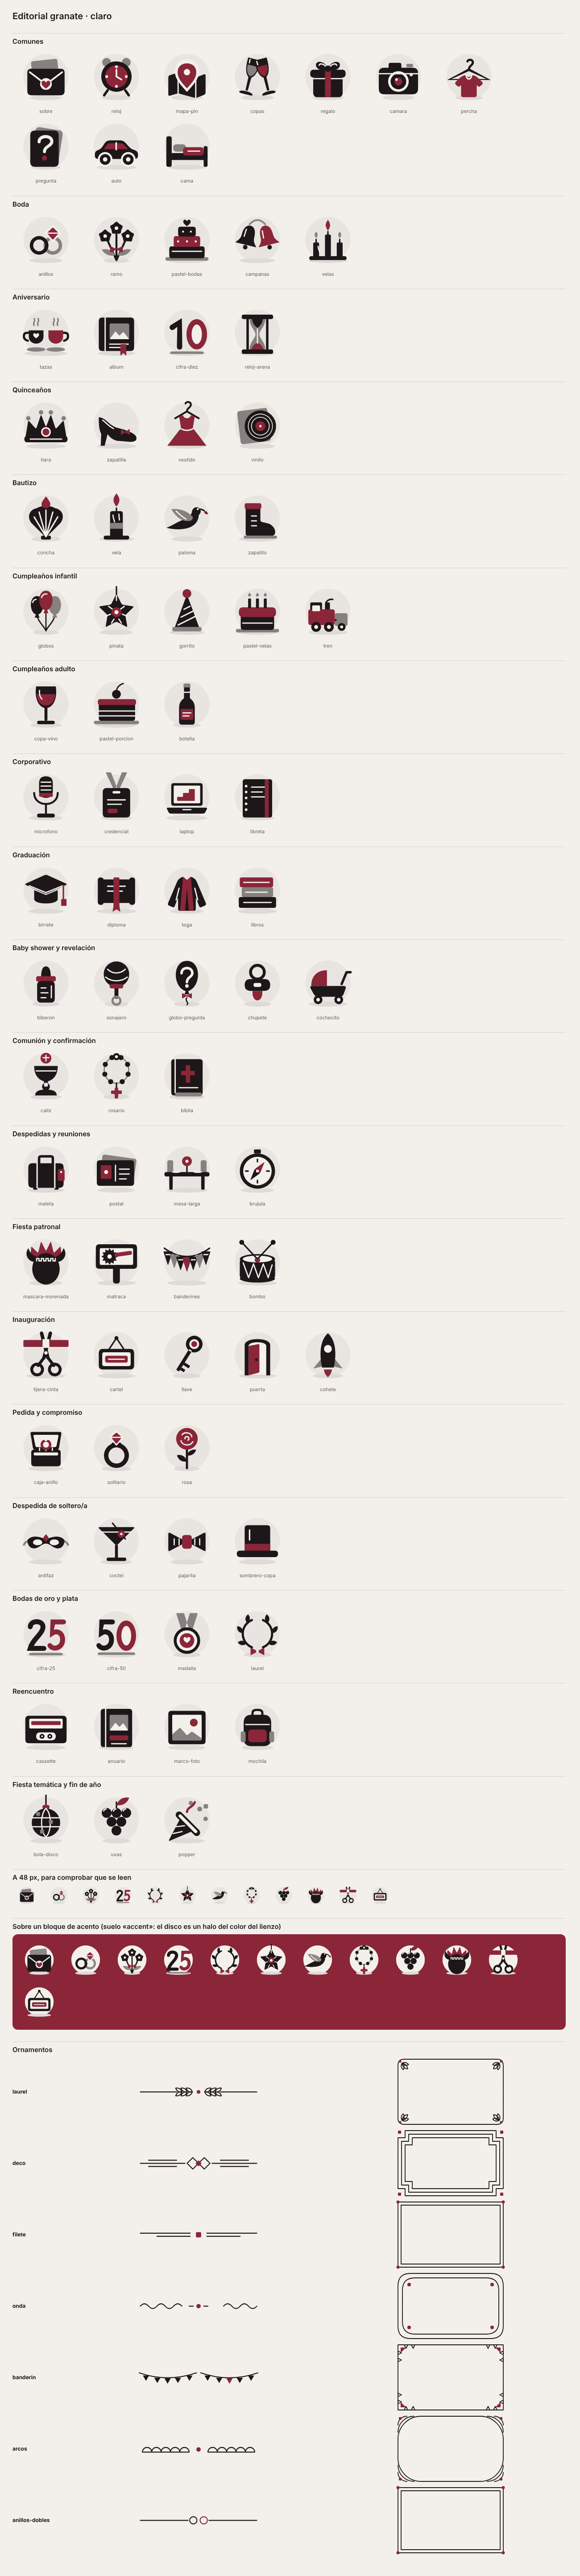 Editorial granate · claro
Comunes
sobre reloj mapa-pin copas regalo camara percha
?
pregunta auto cama
Boda
anillos ramo pastel-bodas campanas velas
Aniversario
10
tazas album cifra-diez reloj-arena
Quinceaños
tiara zapatilla vestido vinilo
Bautizo
concha vela paloma zapatito
Cumpleaños infantil
globos pinata gorrito pastel-velas tren
Cumpleaños adulto
copa-vino pastel-porcion botella
Corporativo
microfono credencial laptop libreta
Graduación
birrete diploma toga libros
Baby shower y revelación
?
biberon sonajero globo-pregunta chupete cochecito
Comunión y confirmación
caliz rosario biblia
Despedidas y reuniones
maleta postal mesa-larga brujula
Fiesta patronal
mascara-morenada matraca banderines bombo
Inauguración
tijera-cinta cartel llave puerta cohete
Pedida y compromiso
caja-anillo solitario rosa
Despedida de soltero/a
antifaz coctel pajarita sombrero-copa
Bodas de oro y plata
25 50
cifra-25 cifra-50 medalla laurel
Reencuentro
cassette anuario marco-foto mochila
Fiesta temática y fin de año
bola-disco uvas popper
A 48 px, para comprobar que se leen
25
Sobre un bloque de acento (suelo «accent»: el disco es un halo del color del lienzo)
25
Ornamentos
laurel
deco
filete
onda
banderin
arcos
anillos-dobles